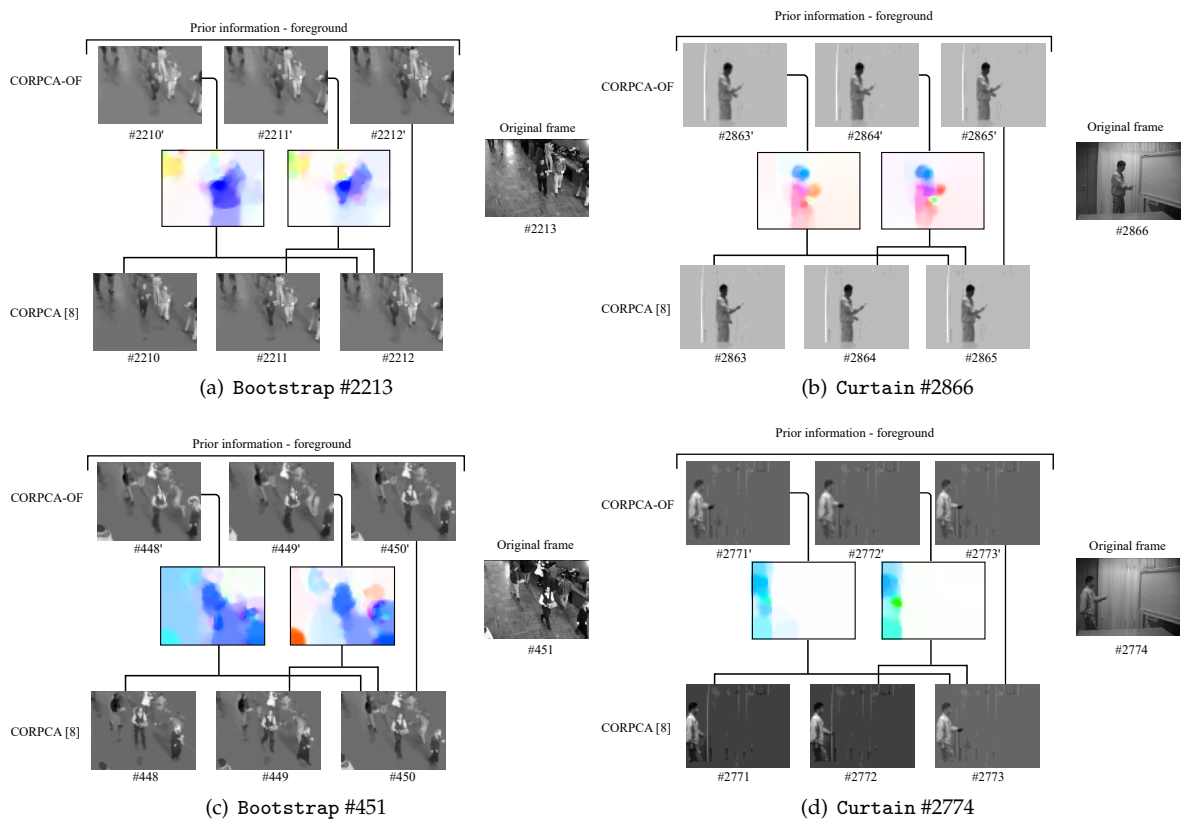 Prior information - foreground
CORPCA-OF
#2210'
#2211'
#2212'
Original frame
#2213
CORPCA [8]
#2210
#2211
#2212
(a) Bootstrap #2213
Prior information - foreground
CORPCA-OF
#2863'
#2864'
#2865'
Original frame
#2866
CORPCA [8]
#2863
#2864
#2865
(b) Curtain #2866
Prior information - foreground
CORPCA-OF
#448'
#449'
#450'
Original frame
#451
CORPCA [8]
#448
#449
#450
(c) Bootstrap #451
Prior information - foreground
CORPCA-OF
#2771'
#2772'
#2773'
Original frame
#2774
CORPCA [8]
#2771
#2772
#2773
(d) Curtain #2774